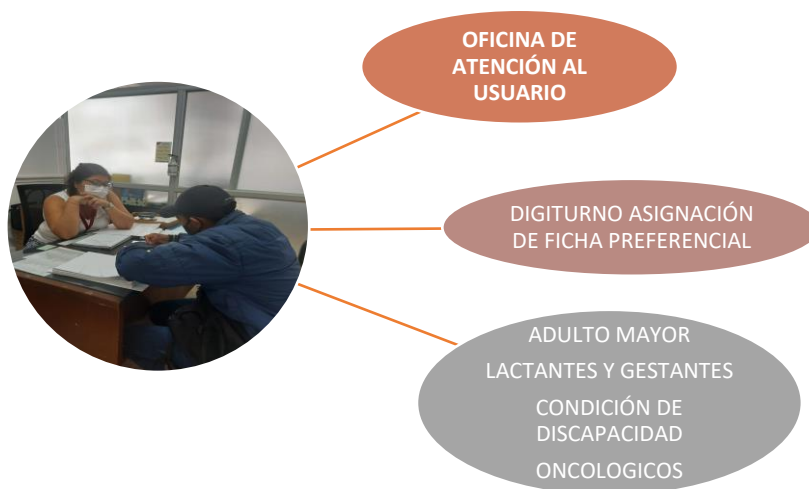 OFICINA DE
ATENCIÓN AL
USUARIO
DIGITURNO ASIGNACIÓN
DE FICHA PREFERENCIAL
ADULTO MAYOR
LACTANTES Y GESTANTES
CONDICIÓN DE
DISCAPACIDAD
ONCOLOGICOS